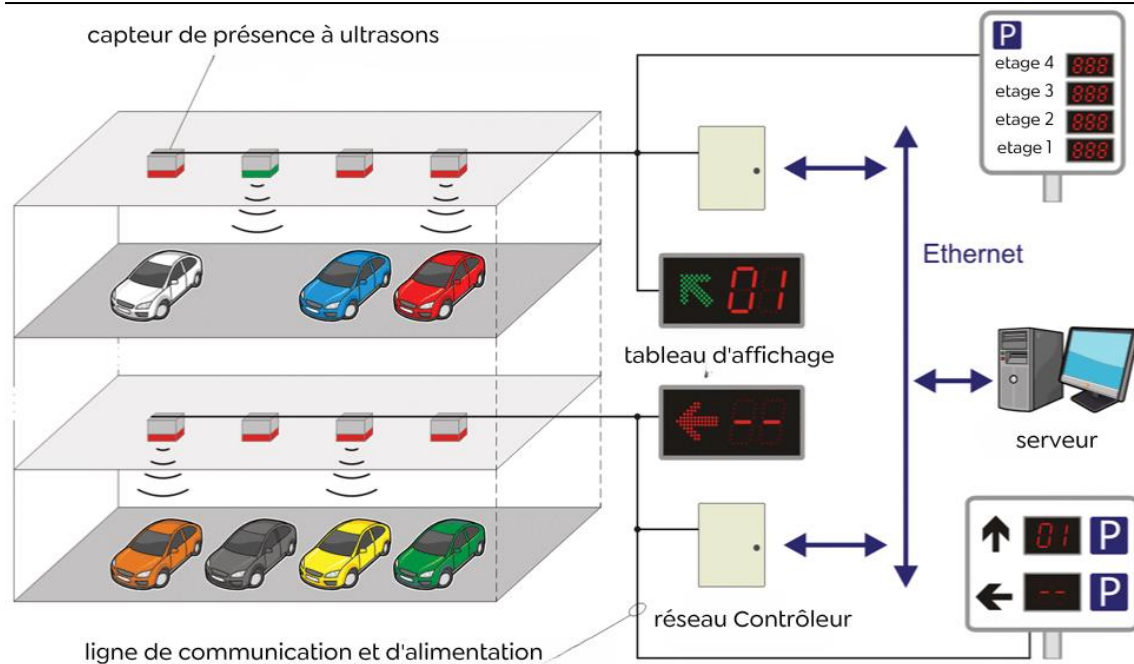 capteur de présence à ultrasons
P
etage 4 888
etage 3 888
etage 2 888
etage 1 888
Ethernet
01
tableau d'affichage
--
serveur
01 P
-- P
réseau Contrôleur
ligne de communication et d'alimentation